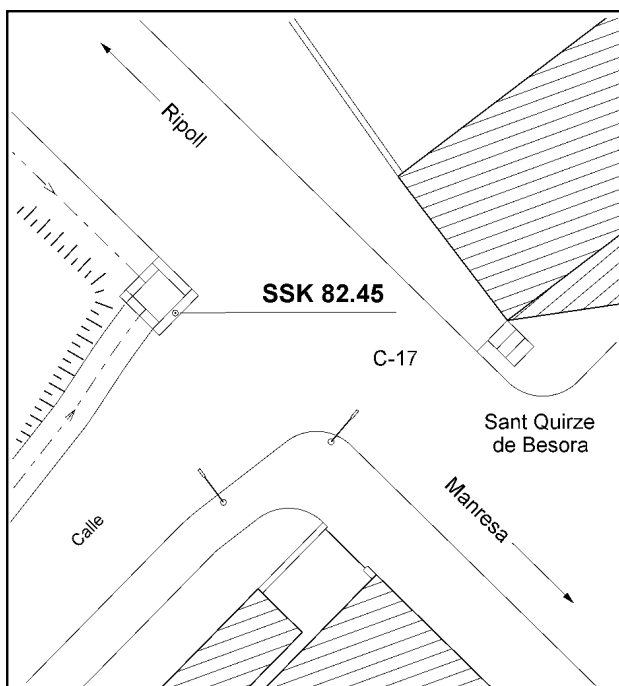 Ripoll
SSK 82.45
C-17
Sant Quirze
de Besora
Manresa
Calle